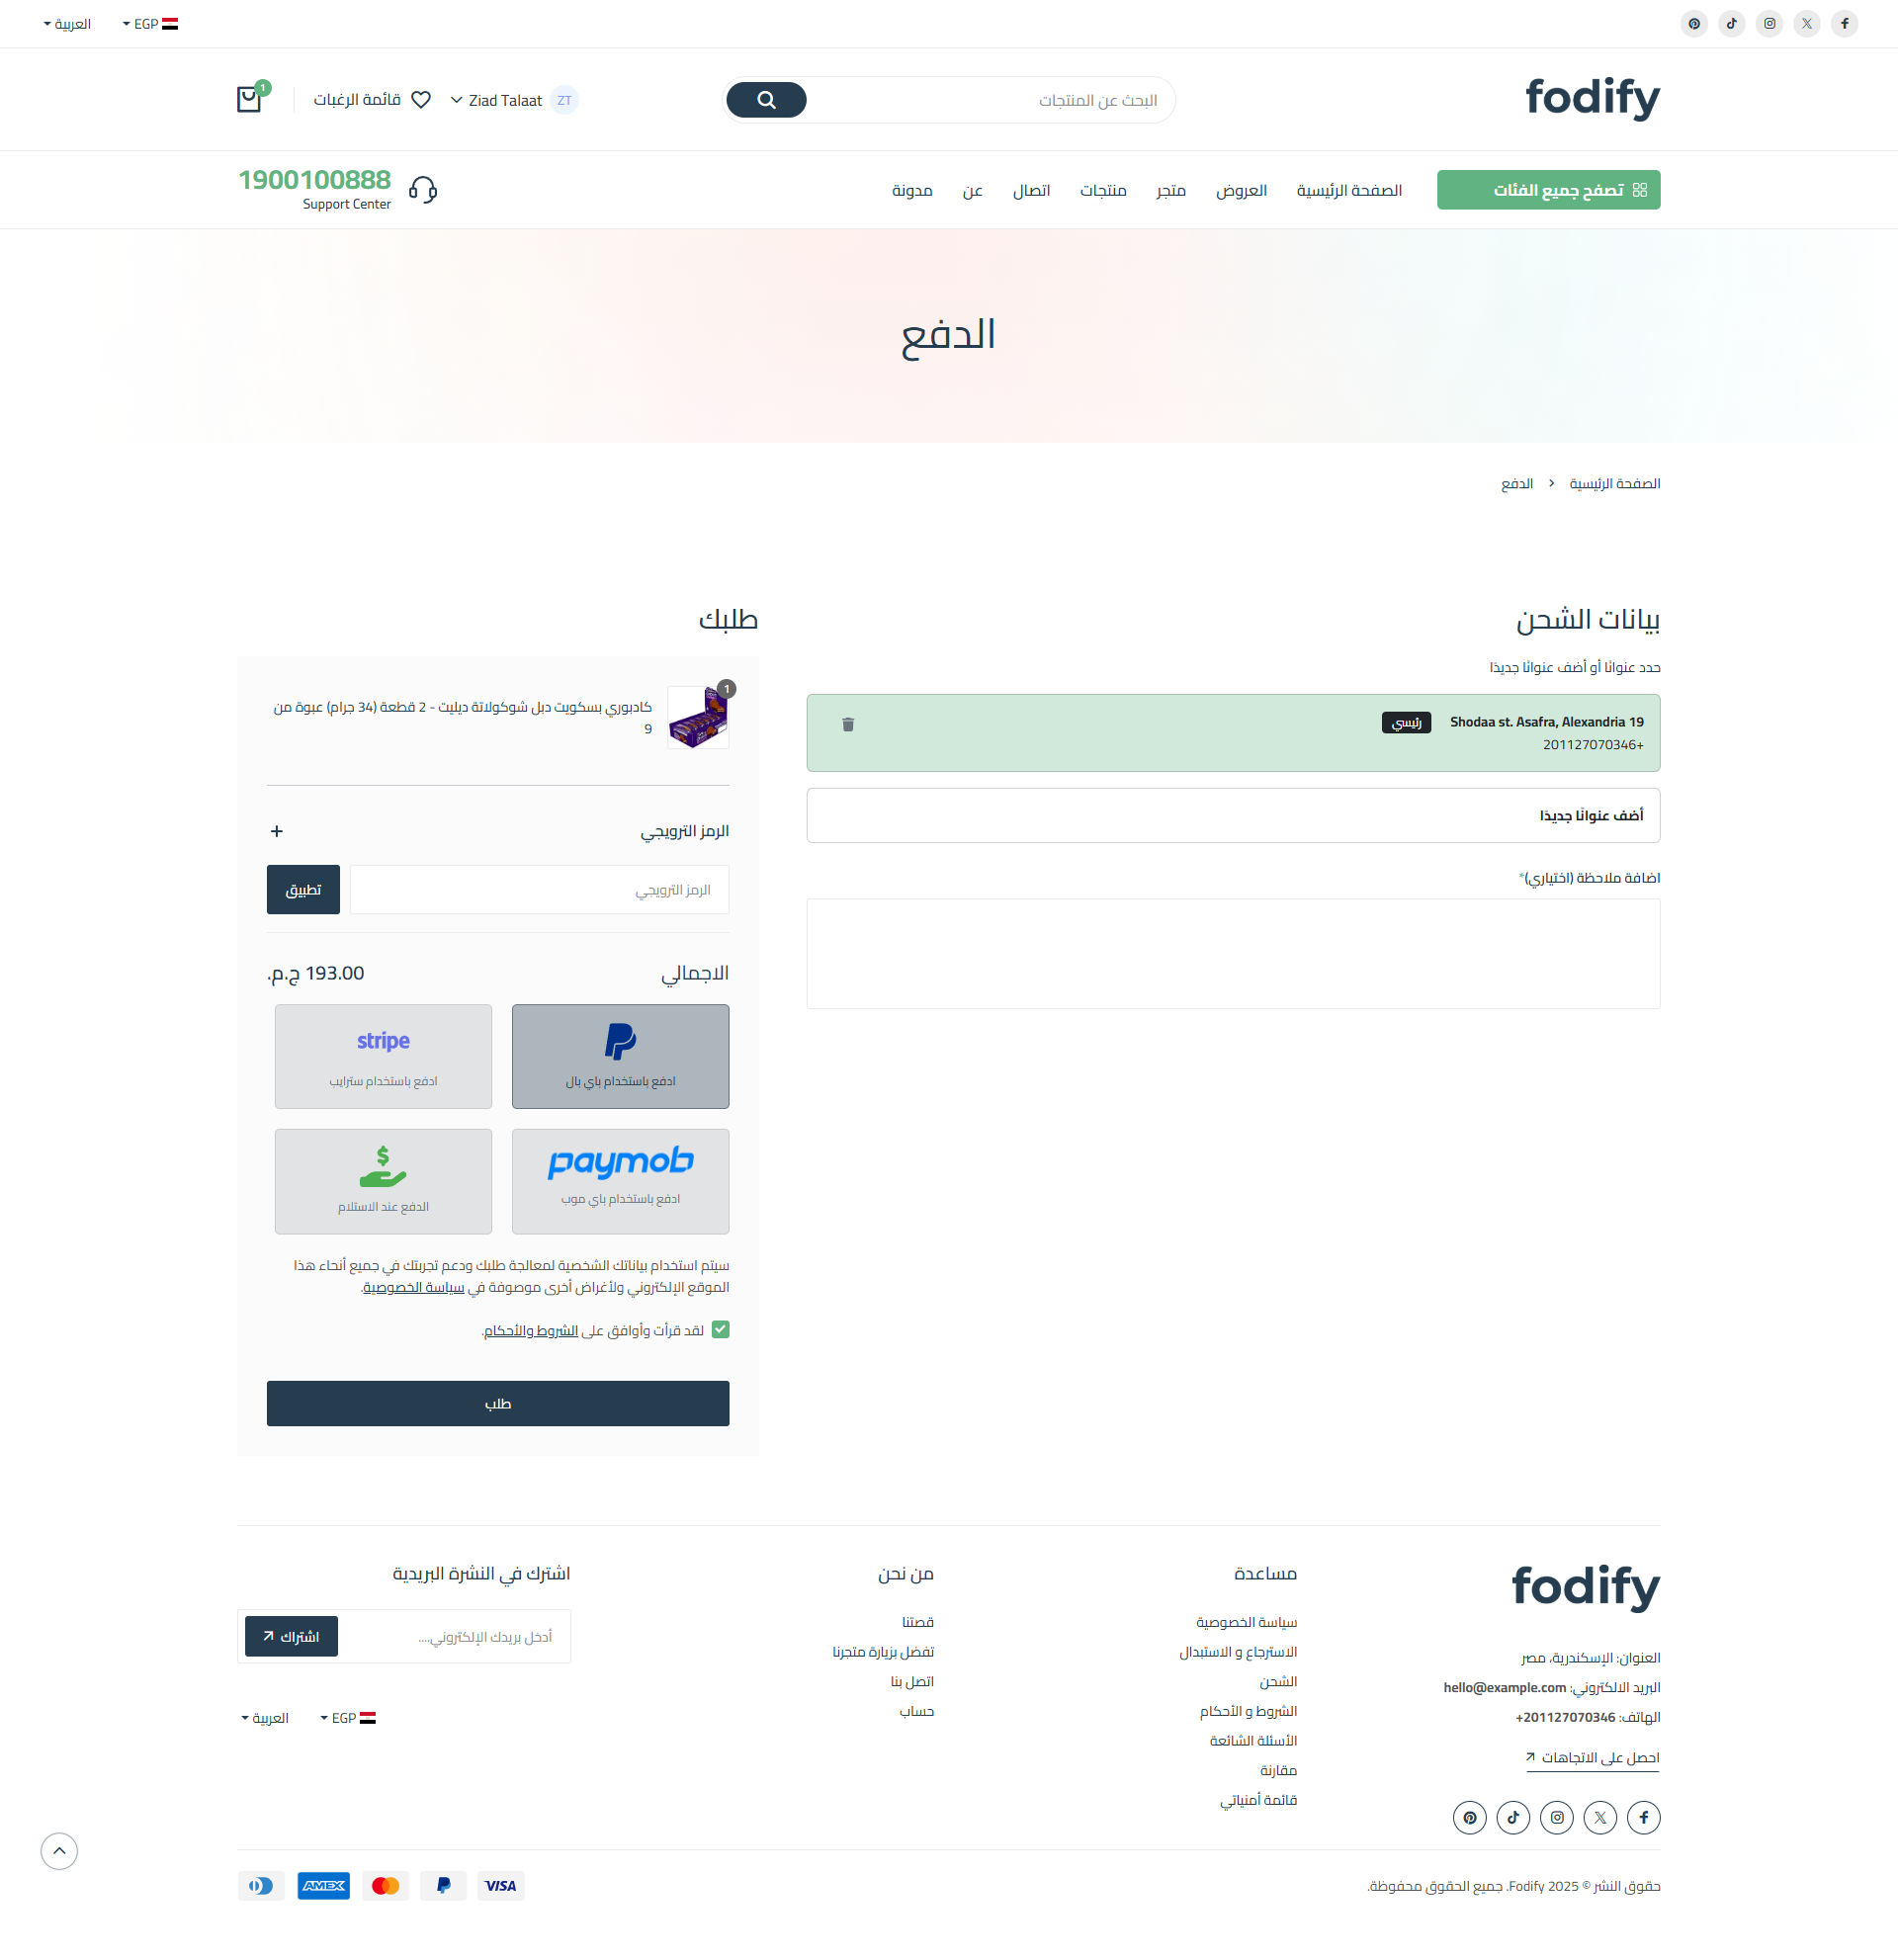 EGP
العربية
fodify
البحث عن المنتجات
ZT
Ziad Talaat
قائمة الرغبات
1
تصفح جميع الفئات
الصفحة الرئيسية
العروض
متجر
منتجات
اتصال
عن
مدونة
1900100888
Support Center
الدفع
الصفحة الرئيسية
الدفع
بيانات الشحن
حدد عنوانًا أو أضف عنوانًا جديدًا
19 Shodaa st. Asafra, Alexandria
رئيسي
+201127070346
أضف عنوانًا جديدًا
اضافة ملاحظة (اختياري)*
طلبك
1
كادبوري بسكويت دبل شوكولاتة ديليت - 2 قطعة (34 جرام) عبوة من
9
الرمز الترويجي
الرمز الترويجي
تطبيق
الاجمالي
193.00 ج.م.
ادفع باستخدام باي بال
stripe
ادفع باستخدام سترايب
paymob
ادفع باستخدام باي موب
الدفع عند الاستلام
سيتم استخدام بياناتك الشخصية لمعالجة طلبك ودعم تجربتك في جميع أنحاء هذا
الموقع الإلكتروني ولأغراض أخرى موصوفة في سياسة الخصوصية.
لقد قرأت وأوافق على الشروط والأحكام.
طلب
fodify
العنوان: الإسكندرية، مصر
البريد الالكتروني: hello@example.com
الهاتف: 201127070346+
احصل على الاتجاهات
مساعدة
سياسة الخصوصية
الاسترجاع و الاستبدال
الشحن
الشروط و الأحكام
الأسئلة الشائعة
مقارنة
قائمة أمنياتي
من نحن
قصتنا
تفضل بزيارة متجرنا
اتصل بنا
حساب
اشترك في النشرة البريدية
أدخل بريدك الإلكتروني....
اشتراك
EGP
العربية
حقوق النشر © 2025 Fodify. جميع الحقوق محفوظة.
VISA
AMEX